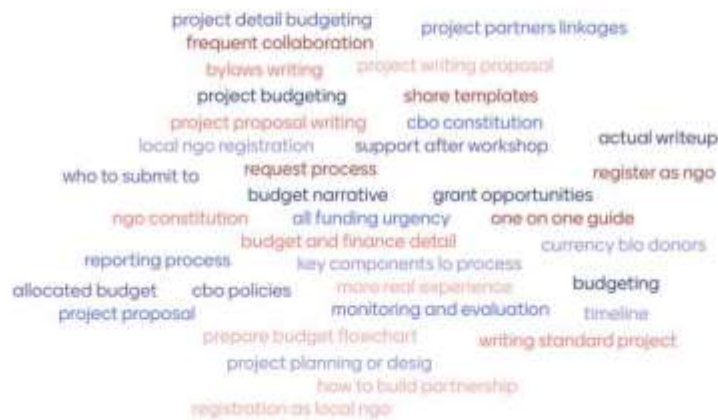 project detail budgeting
project partners linkages
frequent collaboration
bylaws writing
project writing proposal
project budgeting
share templates
project proposal writing
cbo constitution
local ngo registration
support after workshop
actual writeup
who to submit to
request process
register as ngo
budget narrative
grant opportunities
ngo constitution
all funding urgency
one on one guide
budget and finance detail
currency blo donors
reporting process
key components lo process
allocated budget
cbo policies
more real experience
budgeting
project proposal
monitoring and evaluation
timeline
prepare budget flowchart
writing standard project
project planning or desig
how to build partnership
registration as local ngo